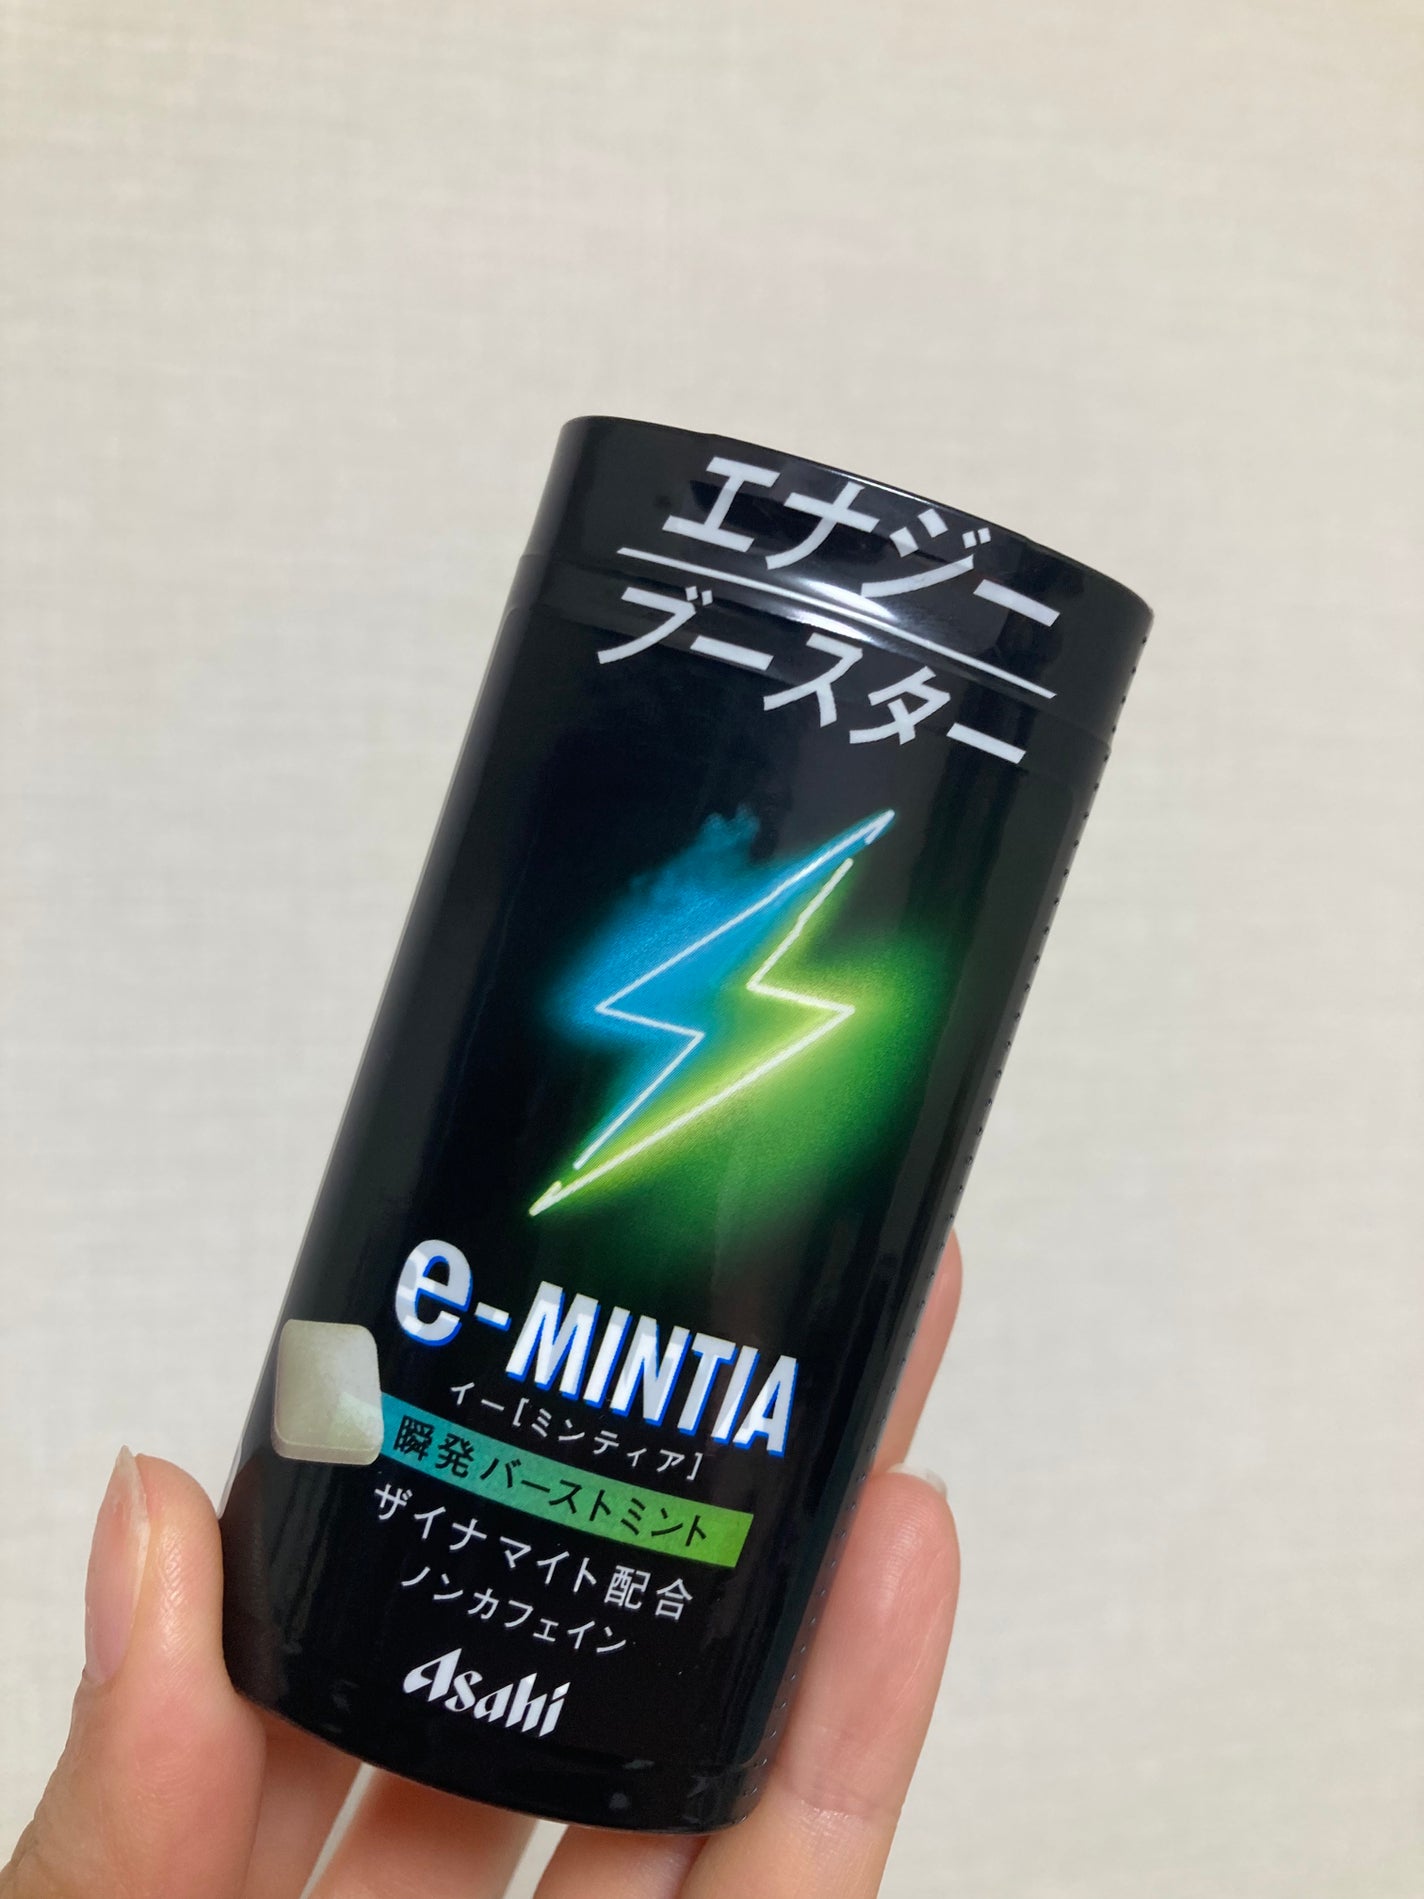 エナジー
ブースター
e-MINTIA
イー[ミンティア]
瞬発バーストミント
ザイナマイト配合
ノンカフェイン
Asahi